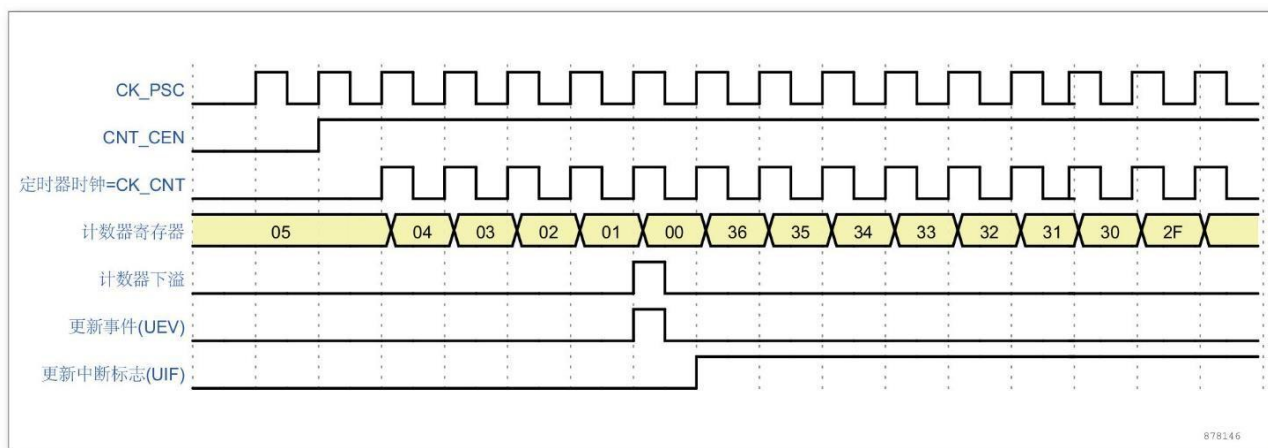 CK_PSC
CNT_CEN
定时器时钟=CK_CNT
计数器寄存器 05 04 03 02 01 00 36 35 34 33 32 31 30 2F
计数器下溢
更新事件(UEV)
更新中断标志(UIF)
878146